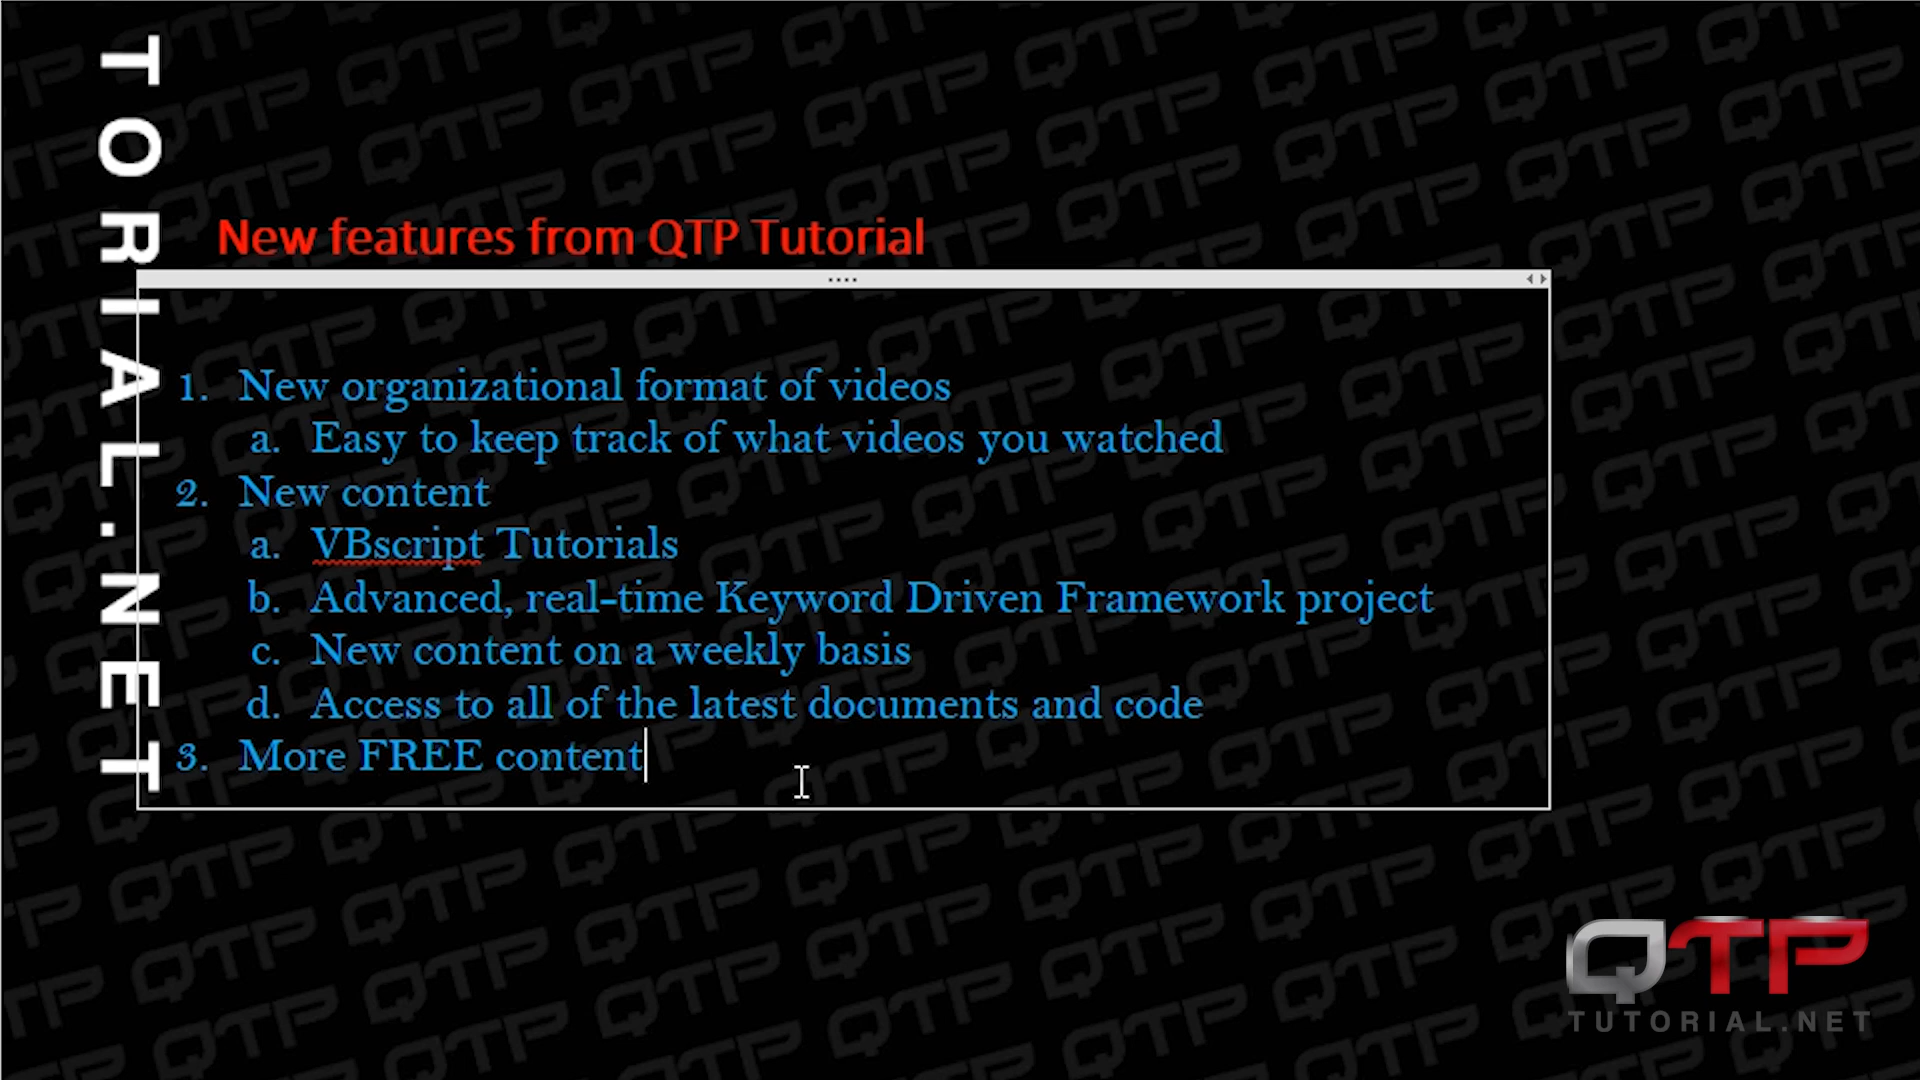 TORIAL.NET
New features from QTP Tutorial
1. New organizational format of videos
a. Easy to keep track of what videos you watched
2. New content
a. VBscript Tutorials
b. Advanced, real-time Keyword Driven Framework project
c. New content on a weekly basis
d. Access to all of the latest documents and code
3. More FREE content
QTP
TUTORIAL.NET